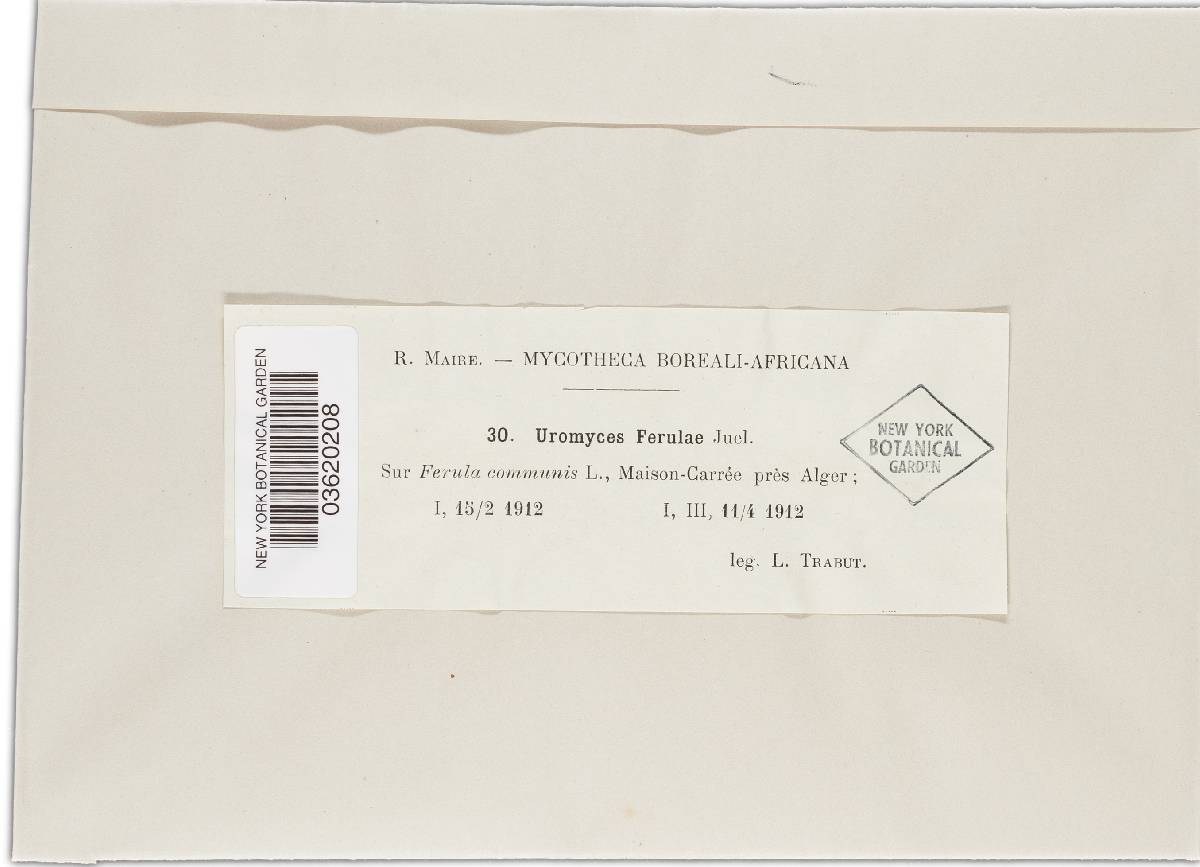 R. MAIRE. — MYCOTHECA BOREALI-AFRICANA
30. Uromyces Ferulae Juel.
Sur Ferula communis L., Maison-Carrée près Alger ;
I, 15/2 1912 I, III, 11/4 1912
leg. L. TRABUT.
NEW YORK
BOTANICAL
GARDEN
NEW YORK BOTANICAL GARDEN
03620208